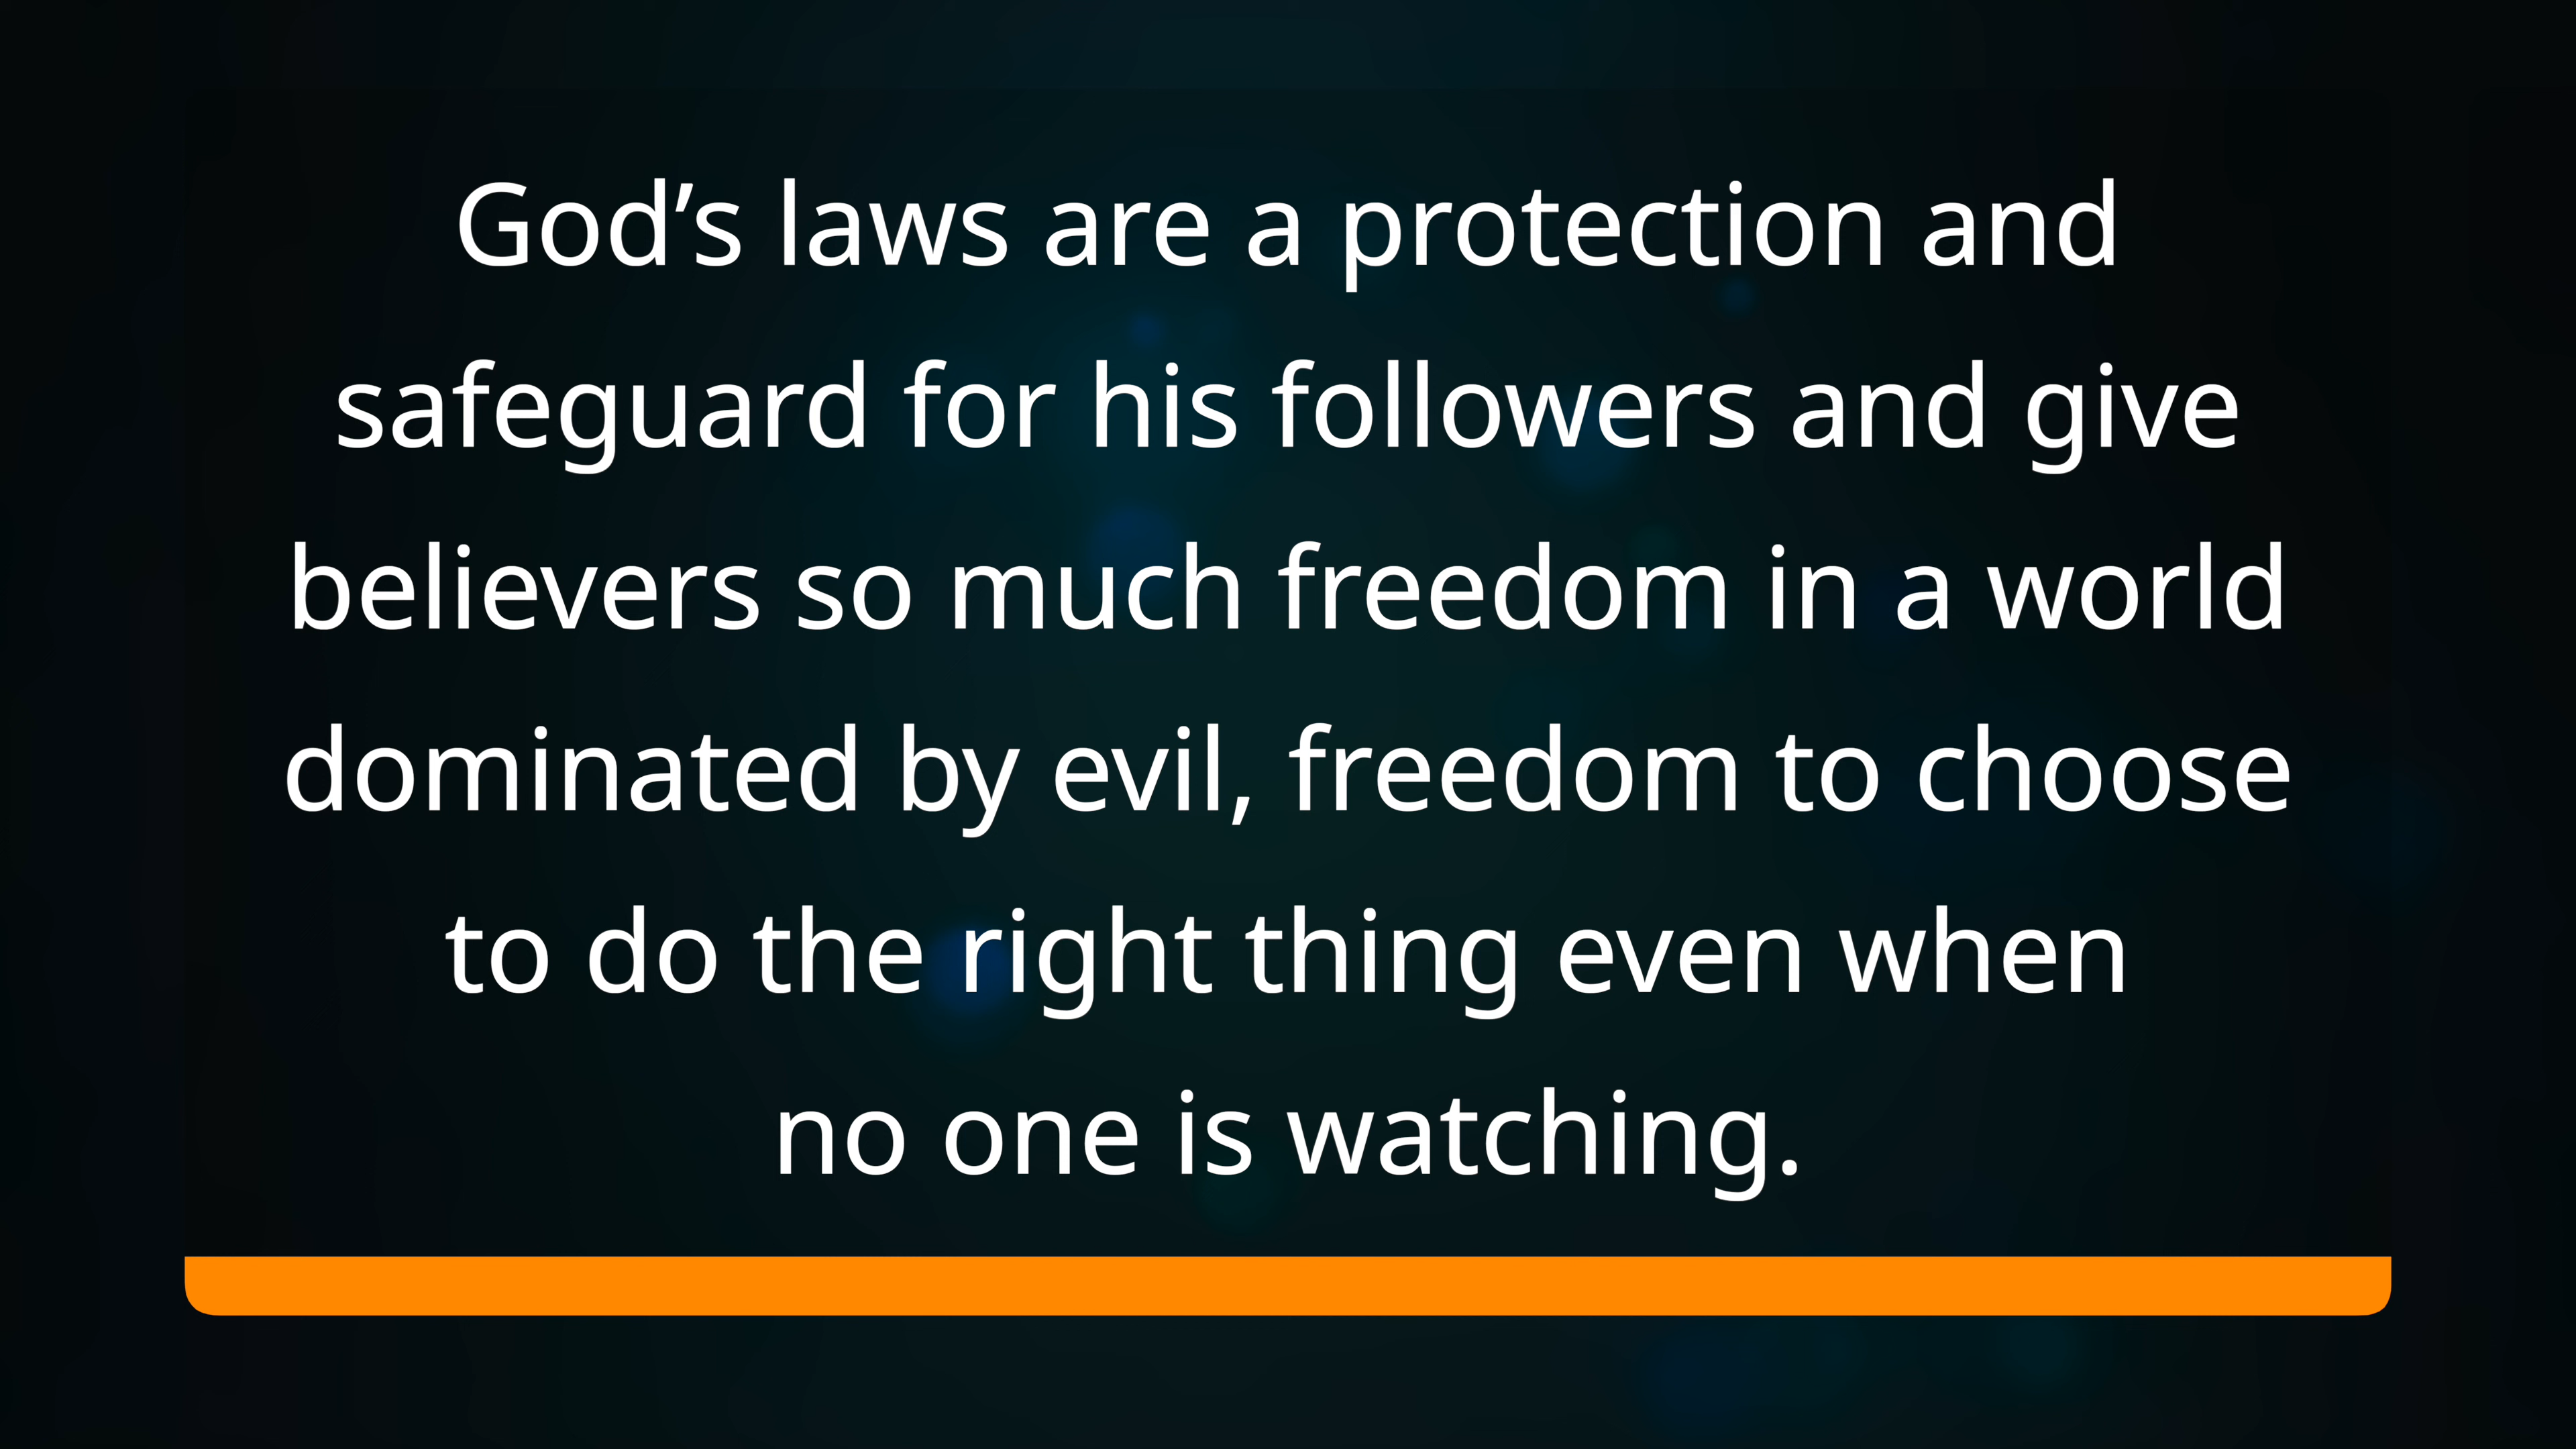 God’s laws are a protection and
safeguard for his followers and give
believers so much freedom in a world
dominated by evil, freedom to choose
to do the right thing even when
no one is watching.